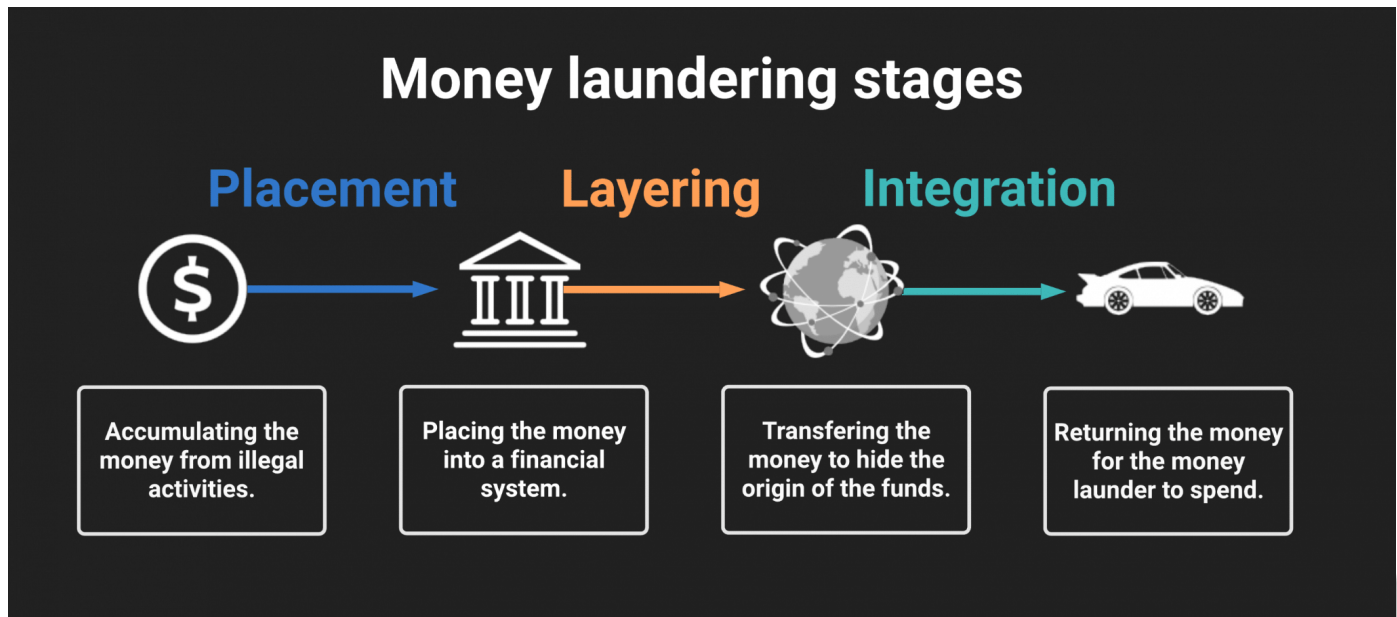 Money laundering stages
Placement
Layering
Integration
$
Accumulating the
money from illegal
activities.
Placing the money
into a financial
system.
Transfering the
money to hide the
origin of the funds.
Returning the money
for the money
launder to spend.